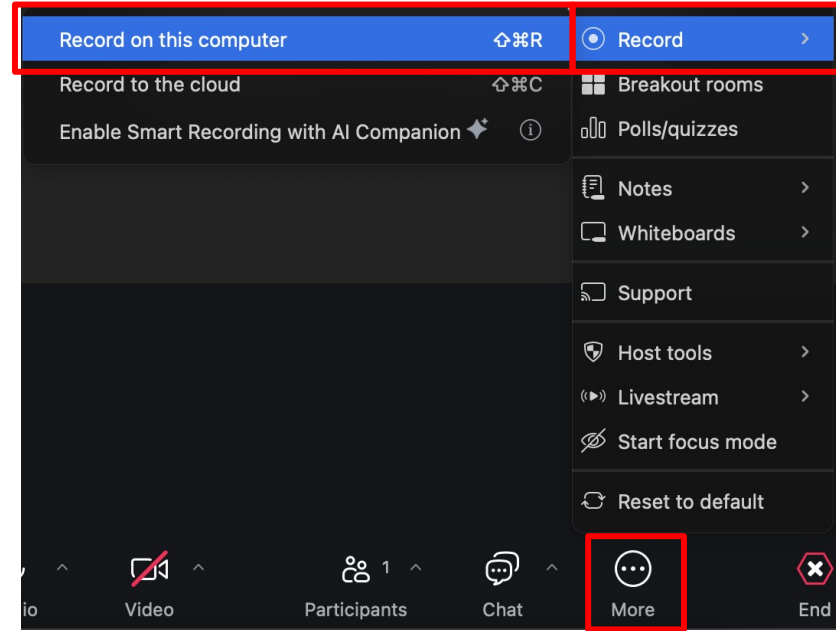 Record on this computer ⇧⌘R
Record to the cloud ⇧⌘C
Enable Smart Recording with AI Companion
Record
Breakout rooms
Polls/quizzes
Notes
Whiteboards
Support
Host tools
Livestream
Start focus mode
Reset to default
1
io Video Participants Chat More End